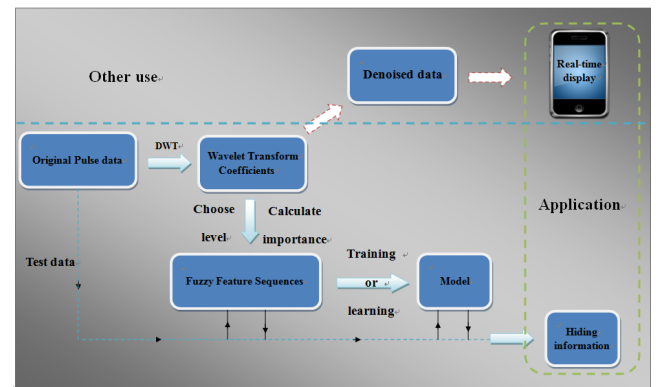 Other use
Denoised data
Real-time
display
Original Pulse data
DWT
Wavelet Transform
Coefficients
Choose
level
Calculate
importance
Application
Test data
Fuzzy Feature Sequences
Training
or
learning
Model
Hiding
information